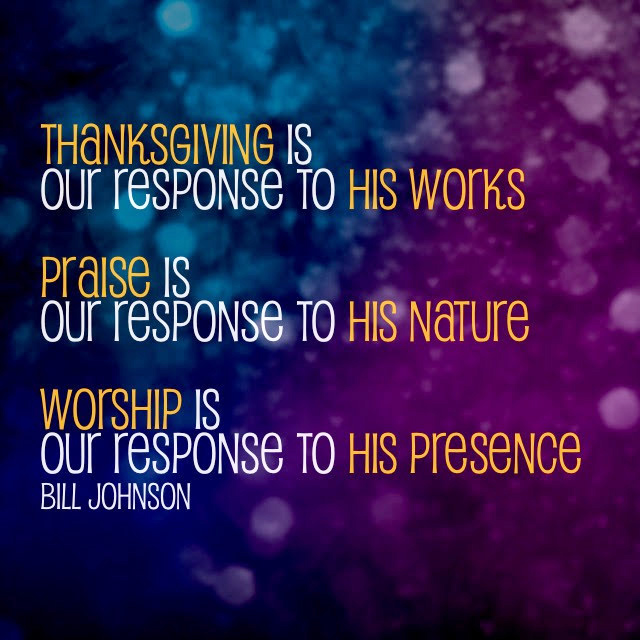 Thanksgiving is
our response to His works
Praise is
our response to His nature
Worship is
our response to His presence
BILL JOHNSON